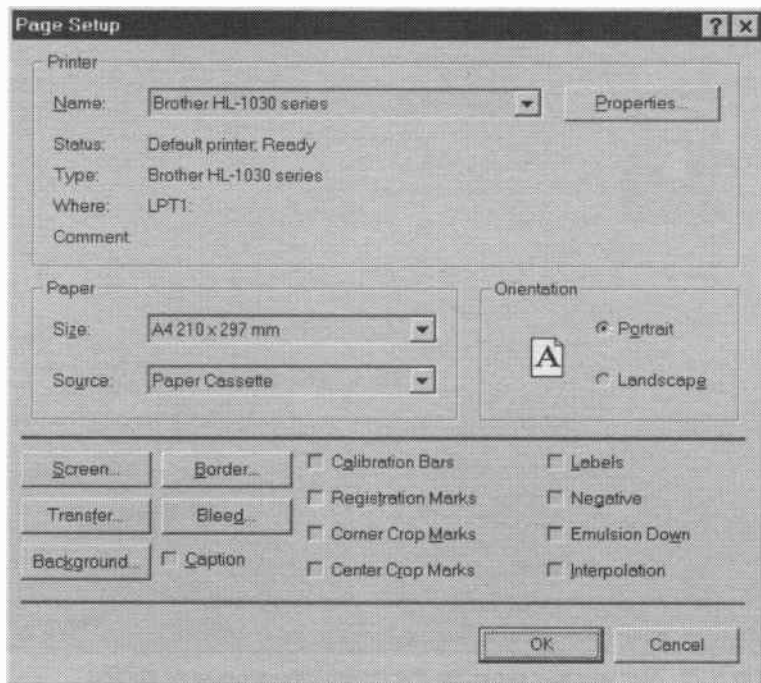 Page Setup
Printer
Name: Brother HL-1030 series Properties...
Status: Default printer; Ready
Type: Brother HL-1030 series
Where: LPT1:
Comment:
Paper
Size: A4 210 x 297 mm
Source: Paper Cassette
Orientation
A
Portrait
Landscape
Screen... Border... Calibration Bars Labels
Transfer... Bleed... Registration Marks Negative
Background... Caption Corner Crop Marks Emulsion Down
Center Crop Marks Interpolation
OK Cancel